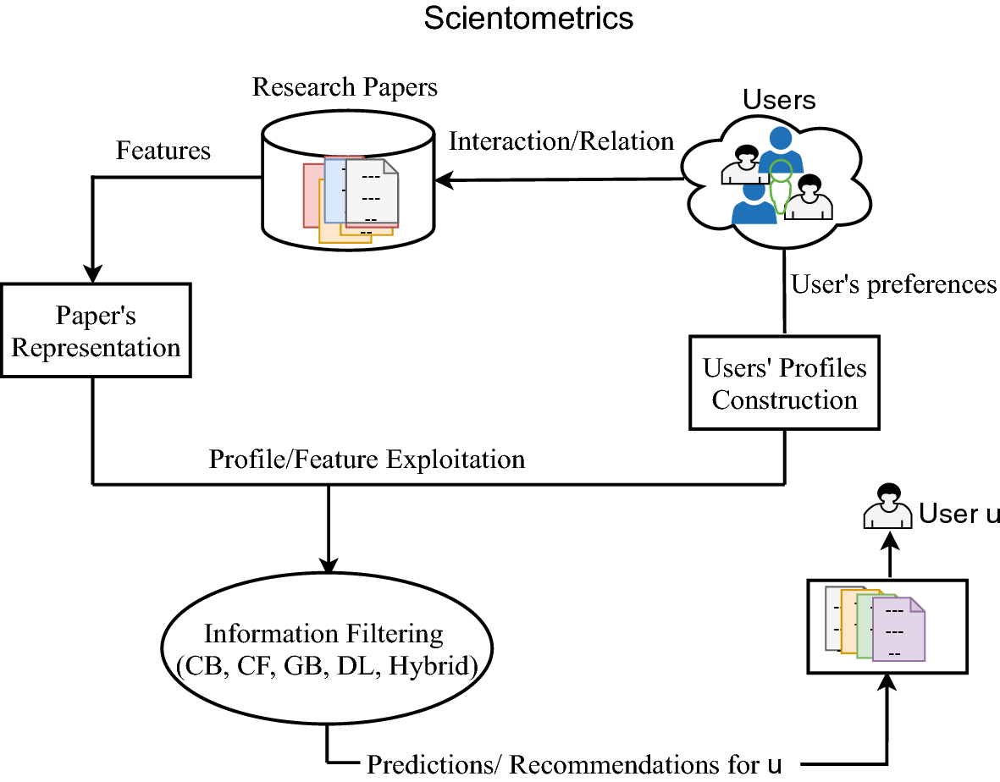 Scientometrics
Research Papers
Users
Features
Interaction/Relation
User's preferences
Paper's
Representation
Users' Profiles
Construction
Profile/Feature Exploitation
User u
Information Filtering
(CB, CF, GB, DL, Hybrid)
Predictions/ Recommendations for u